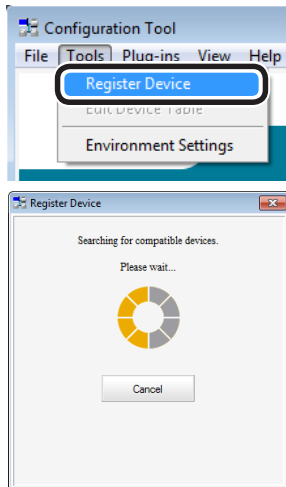 Configuration Tool
File Tools Plug-ins View Help
Register Device
Edit Device Table
Environment Settings
Register Device
Searching for compatible devices.
Please wait...
Cancel